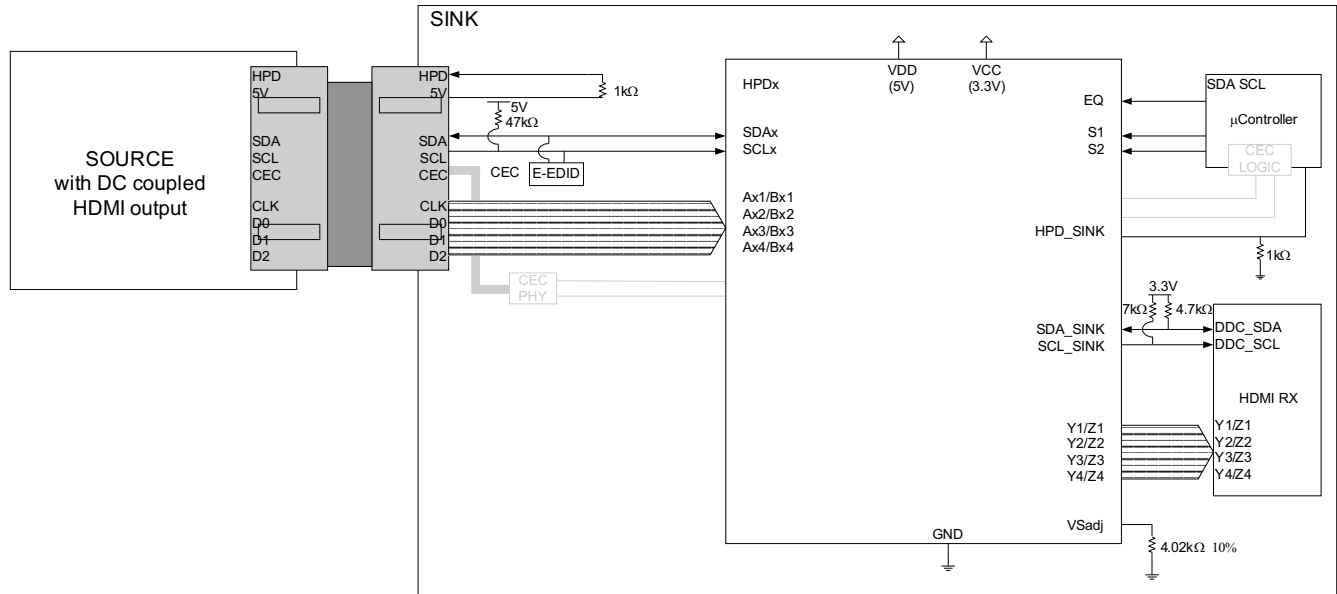 SINK
SOURCE
with DC coupled
HDMI output
HPD
5V
SDA
SCL
CEC
CLK
D0
D1
D2
HPD
5V
SDA
SCL
CEC
CLK
D0
D1
D2
1kΩ
5V
47kΩ
CEC
E-EDID
CEC
PHY
HPDx
SDAx
SCLx
Ax1/Bx1
Ax2/Bx2
Ax3/Bx3
Ax4/Bx4
VDD
(5V)
VCC
(3.3V)
EQ
S1
S2
HPD_SINK
SDA_SINK
SCL_SINK
Y1/Z1
Y2/Z2
Y3/Z3
Y4/Z4
VSadj
GND
SDA SCL
μController
CEC
LOGIC
1kΩ
3.3V
7kΩ
4.7kΩ
DDC_SDA
DDC_SCL
HDMI RX
Y1/Z1
Y2/Z2
Y3/Z3
Y4/Z4
4.02kΩ 10%